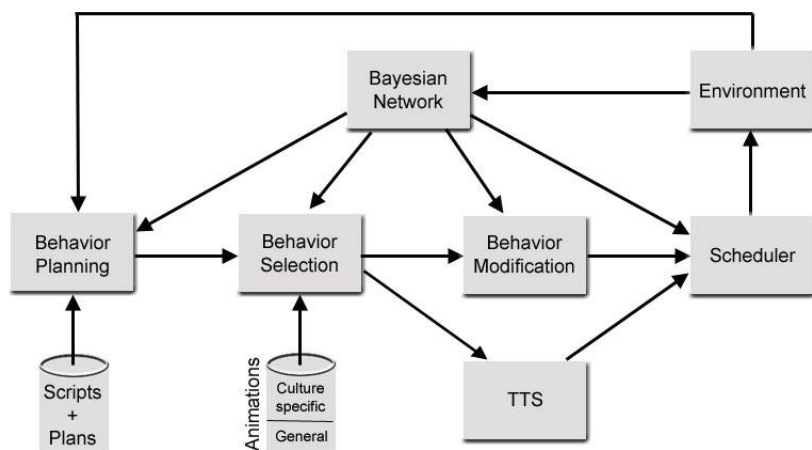 Bayesian
Network
Environment
Behavior
Planning
Behavior
Selection
Behavior
Modification
Scheduler
Scripts
+
Plans
Animations
Culture
specific
General
TTS